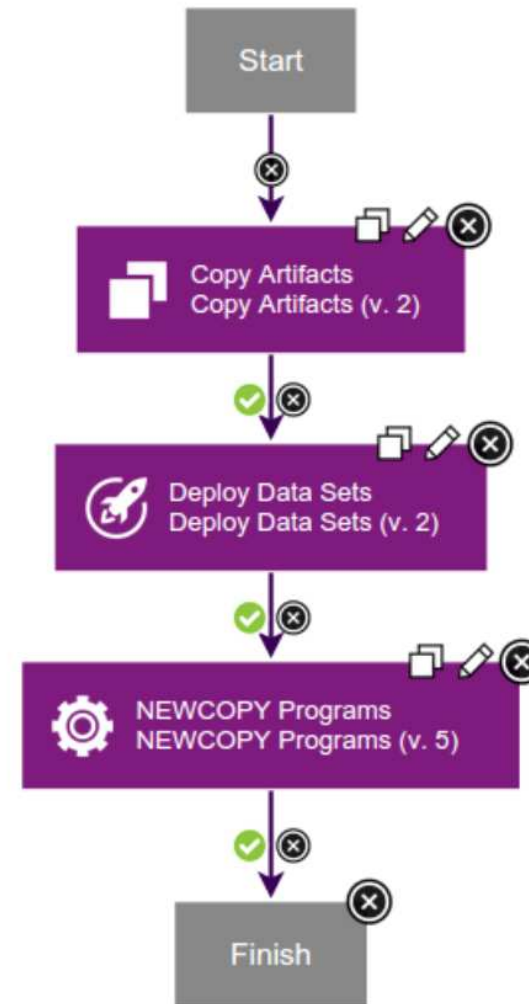 Start
Copy Artifacts
Copy Artifacts (v. 2)
Deploy Data Sets
Deploy Data Sets (v. 2)
NEWCOPY Programs
NEWCOPY Programs (v. 5)
Finish